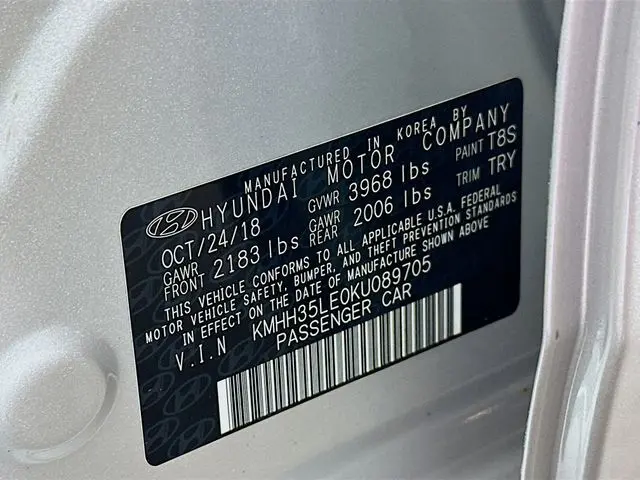 MANUFACTURED IN KOREA BY
HYUNDAI MOTOR COMPANY
OCT/24/18 GVWR 3968 lbs PAINT T8S
GAWR FRONT 2183 lbs GAWR REAR 2006 lbs TRIM TRY
THIS VEHICLE CONFORMS TO ALL APPLICABLE U.S.A. FEDERAL
MOTOR VEHICLE SAFETY, BUMPER, AND THEFT PREVENTION STANDARDS
IN EFFECT ON THE DATE OF MANUFACTURE SHOWN ABOVE
V.I.N KMHH35LE0KU089705
PASSENGER CAR